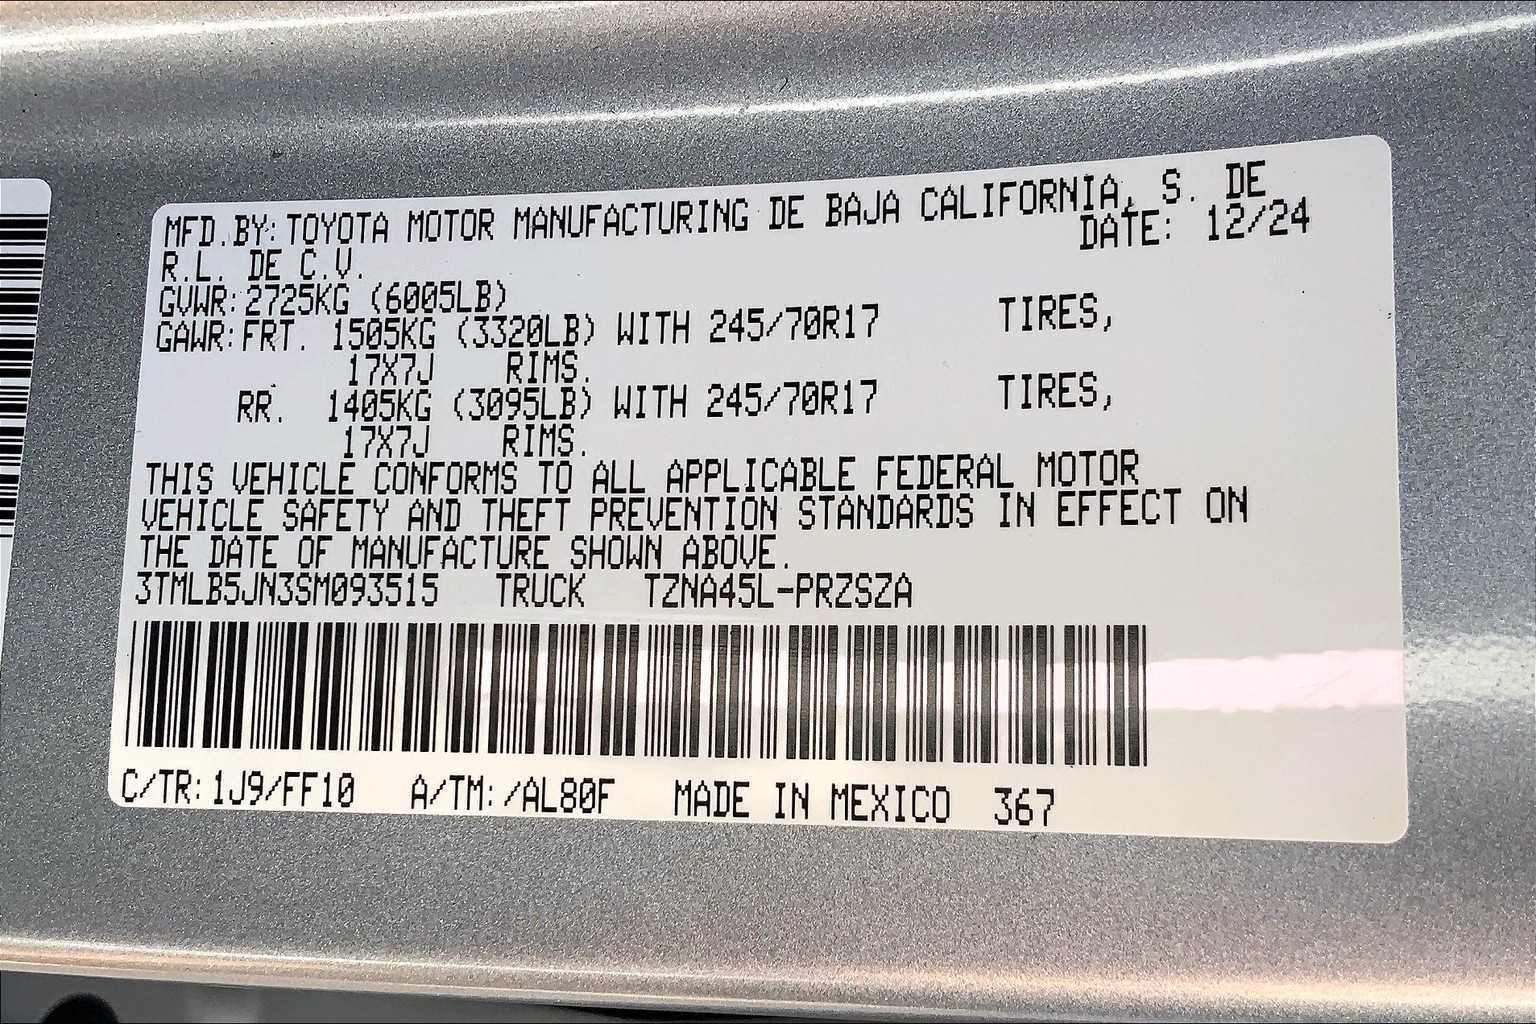 MFD.BY:TOYOTA MOTOR MANUFACTURING DE BAJA CALIFORNIA, S. DE
R.L. DE C.V. DATE: 12/24
GVWR:2725KG (6005LB)
GAWR:FRT. 1505KG (3320LB) WITH 245/70R17 TIRES,
17X7J RIMS.
RR. 1405KG (3095LB) WITH 245/70R17 TIRES,
17X7J RIMS.
THIS VEHICLE CONFORMS TO ALL APPLICABLE FEDERAL MOTOR
VEHICLE SAFETY AND THEFT PREVENTION STANDARDS IN EFFECT ON
THE DATE OF MANUFACTURE SHOWN ABOVE.
3TMLB5JN3SM093515 TRUCK TZNA45L-PRZSZA
C/TR:1J9/FF10 A/TM:/AL80F MADE IN MEXICO 367